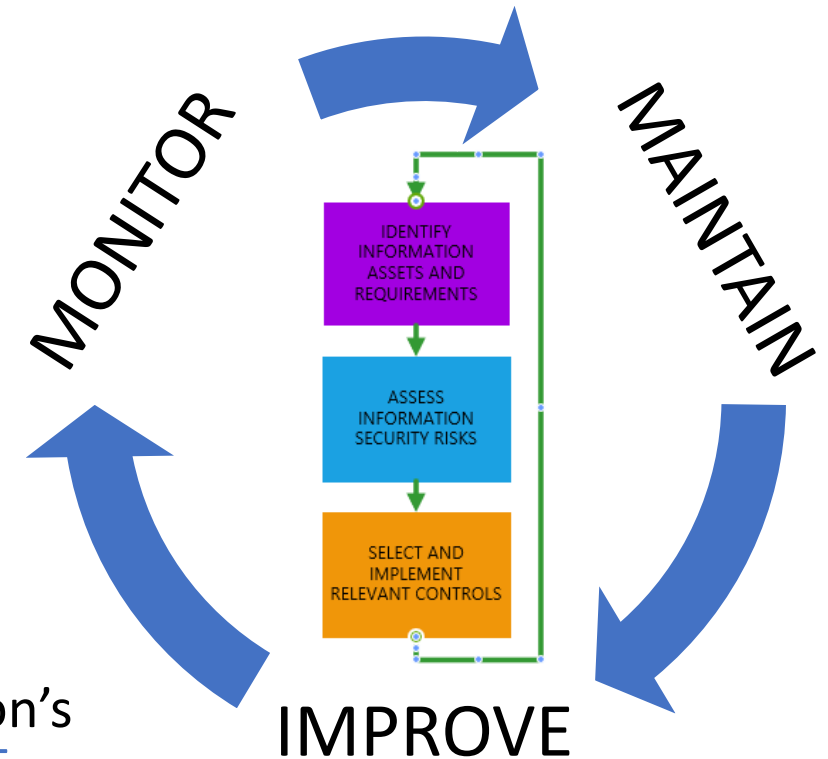 MONITOR
MAINTAIN
IDENTIFY
INFORMATION
ASSETS AND
REQUIREMENTS
ASSESS
INFORMATION
SECURITY RISKS
SELECT AND
IMPLEMENT
RELEVANT CONTROLS
on's
IMPROVE